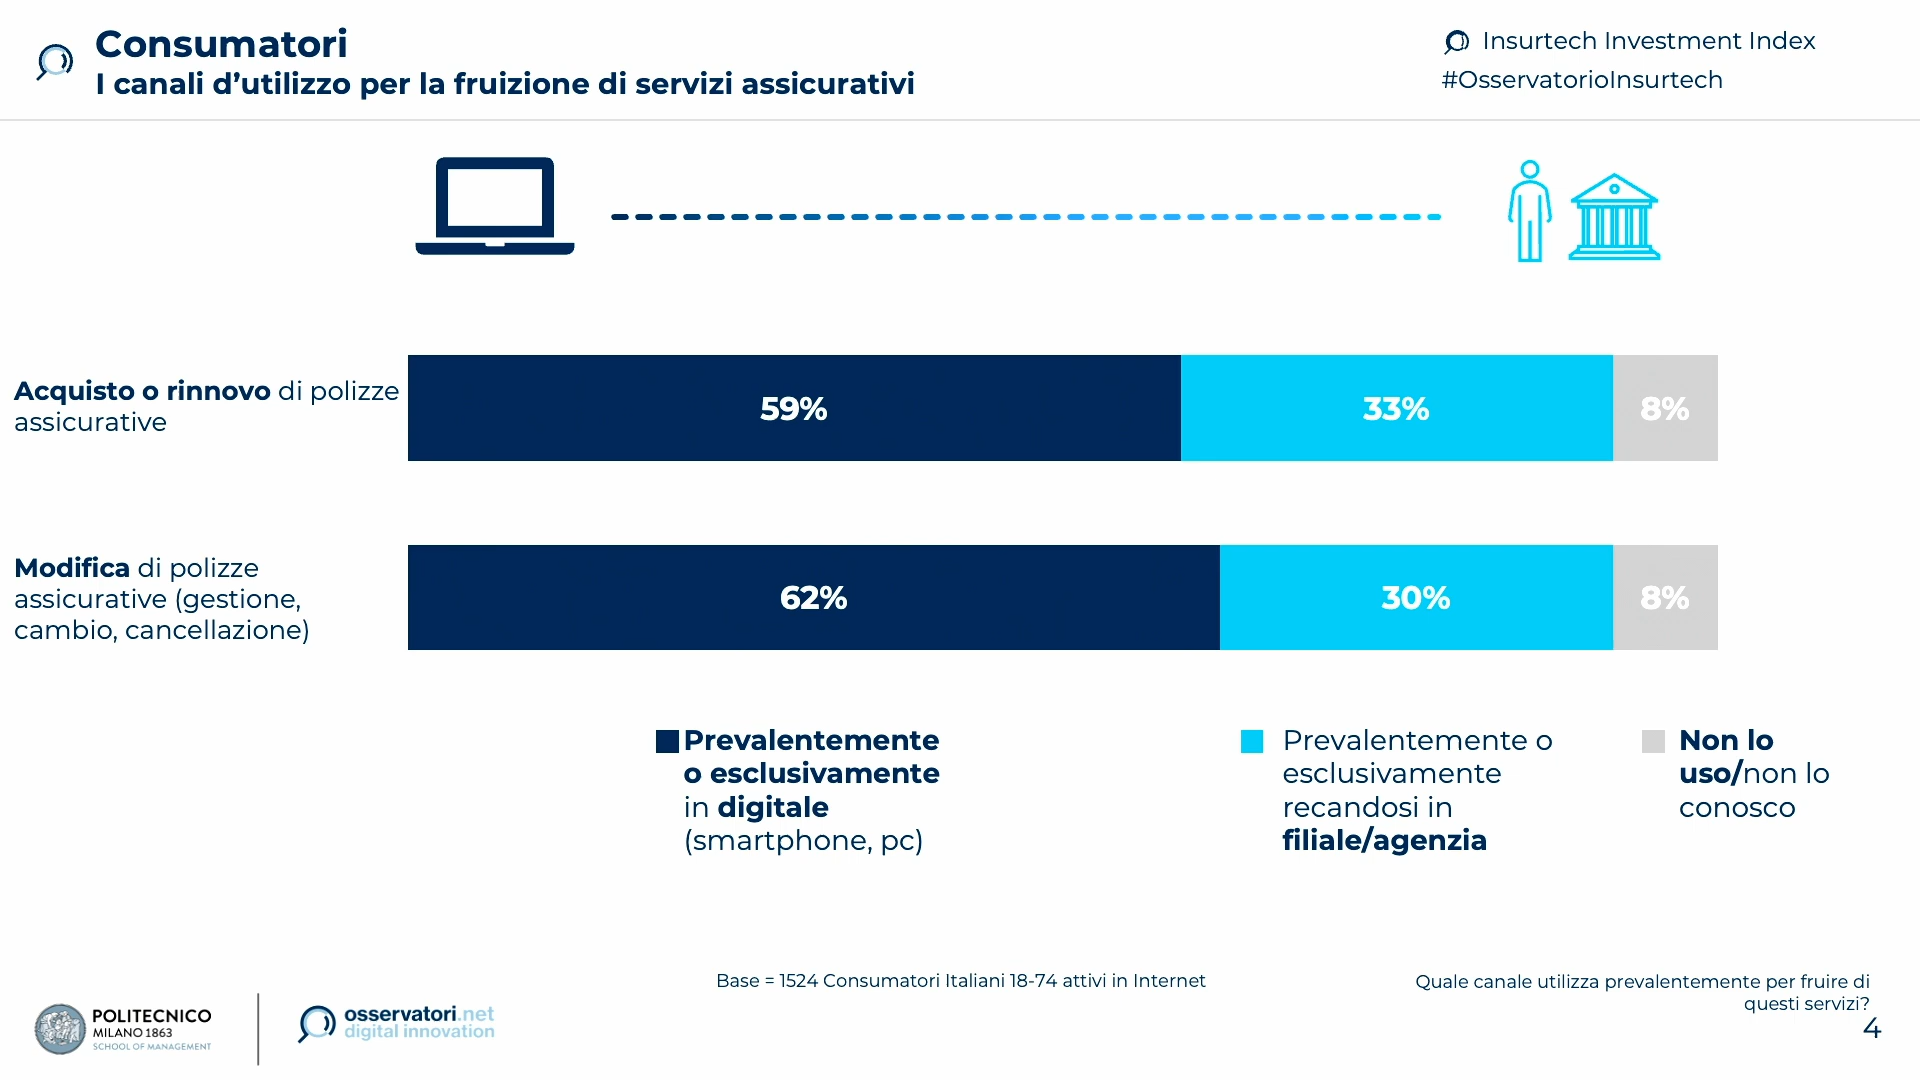 Consumatori
I canali d’utilizzo per la fruizione di servizi assicurativi
Insurtech Investment Index
#OsservatorioInsurtech
Acquisto o rinnovo di polizze
assicurative
59%
33%
8%
Modifica di polizze
assicurative (gestione,
cambio, cancellazione)
62%
30%
8%
Prevalentemente
o esclusivamente
in digitale
(smartphone, pc)
Prevalentemente o
esclusivamente
recandosi in
filiale/agenzia
Non lo
uso/non lo
conosco
Base = 1524 Consumatori Italiani 18-74 attivi in Internet
Quale canale utilizza prevalentemente per fruire di
questi servizi?
4
POLITECNICO
MILANO 1863
SCHOOL OF MANAGEMENT
osservatori.net
digital innovation